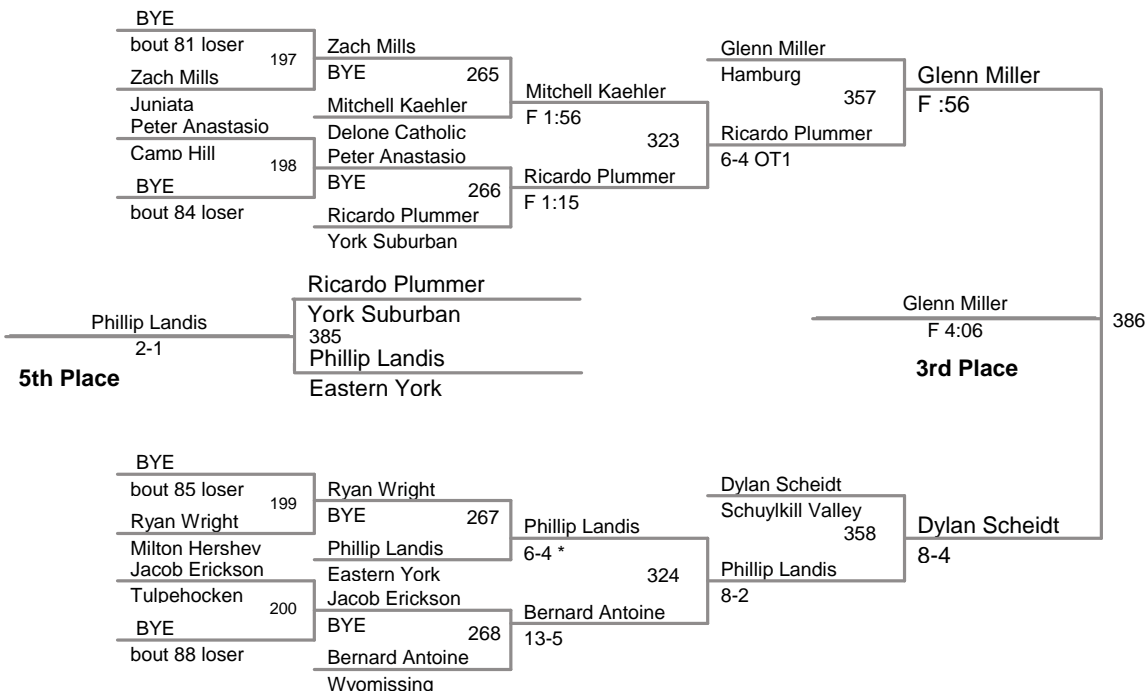 BYE
bout 81 loser
197
Zach Mills
Juniata
Peter Anastasio
Camp Hill
198
BYE
bout 84 loser
Zach Mills
BYE
265
Mitchell Kaehler
Delone Catholic
Peter Anastasio
BYE
266
Ricardo Plummer
York Suburban
Mitchell Kaehler
F 1:56
323
Ricardo Plummer
F 1:15
Glenn Miller
Hamburg
357
Ricardo Plummer
6-4 OT1
Glenn Miller
F :56
Ricardo Plummer
York Suburban
385
Phillip Landis
Eastern York
Phillip Landis
2-1
5th Place
Glenn Miller
F 4:06
3rd Place
386
BYE
bout 85 loser
199
Ryan Wright
Milton Hershey
Jacob Erickson
Tulpehocken
200
BYE
bout 88 loser
Ryan Wright
BYE
267
Phillip Landis
Eastern York
Jacob Erickson
BYE
268
Bernard Antoine
Wyomissing
Phillip Landis
6-4 *
324
Bernard Antoine
13-5
Dylan Scheidt
Schuylkill Valley
358
Phillip Landis
8-2
Dylan Scheidt
8-4